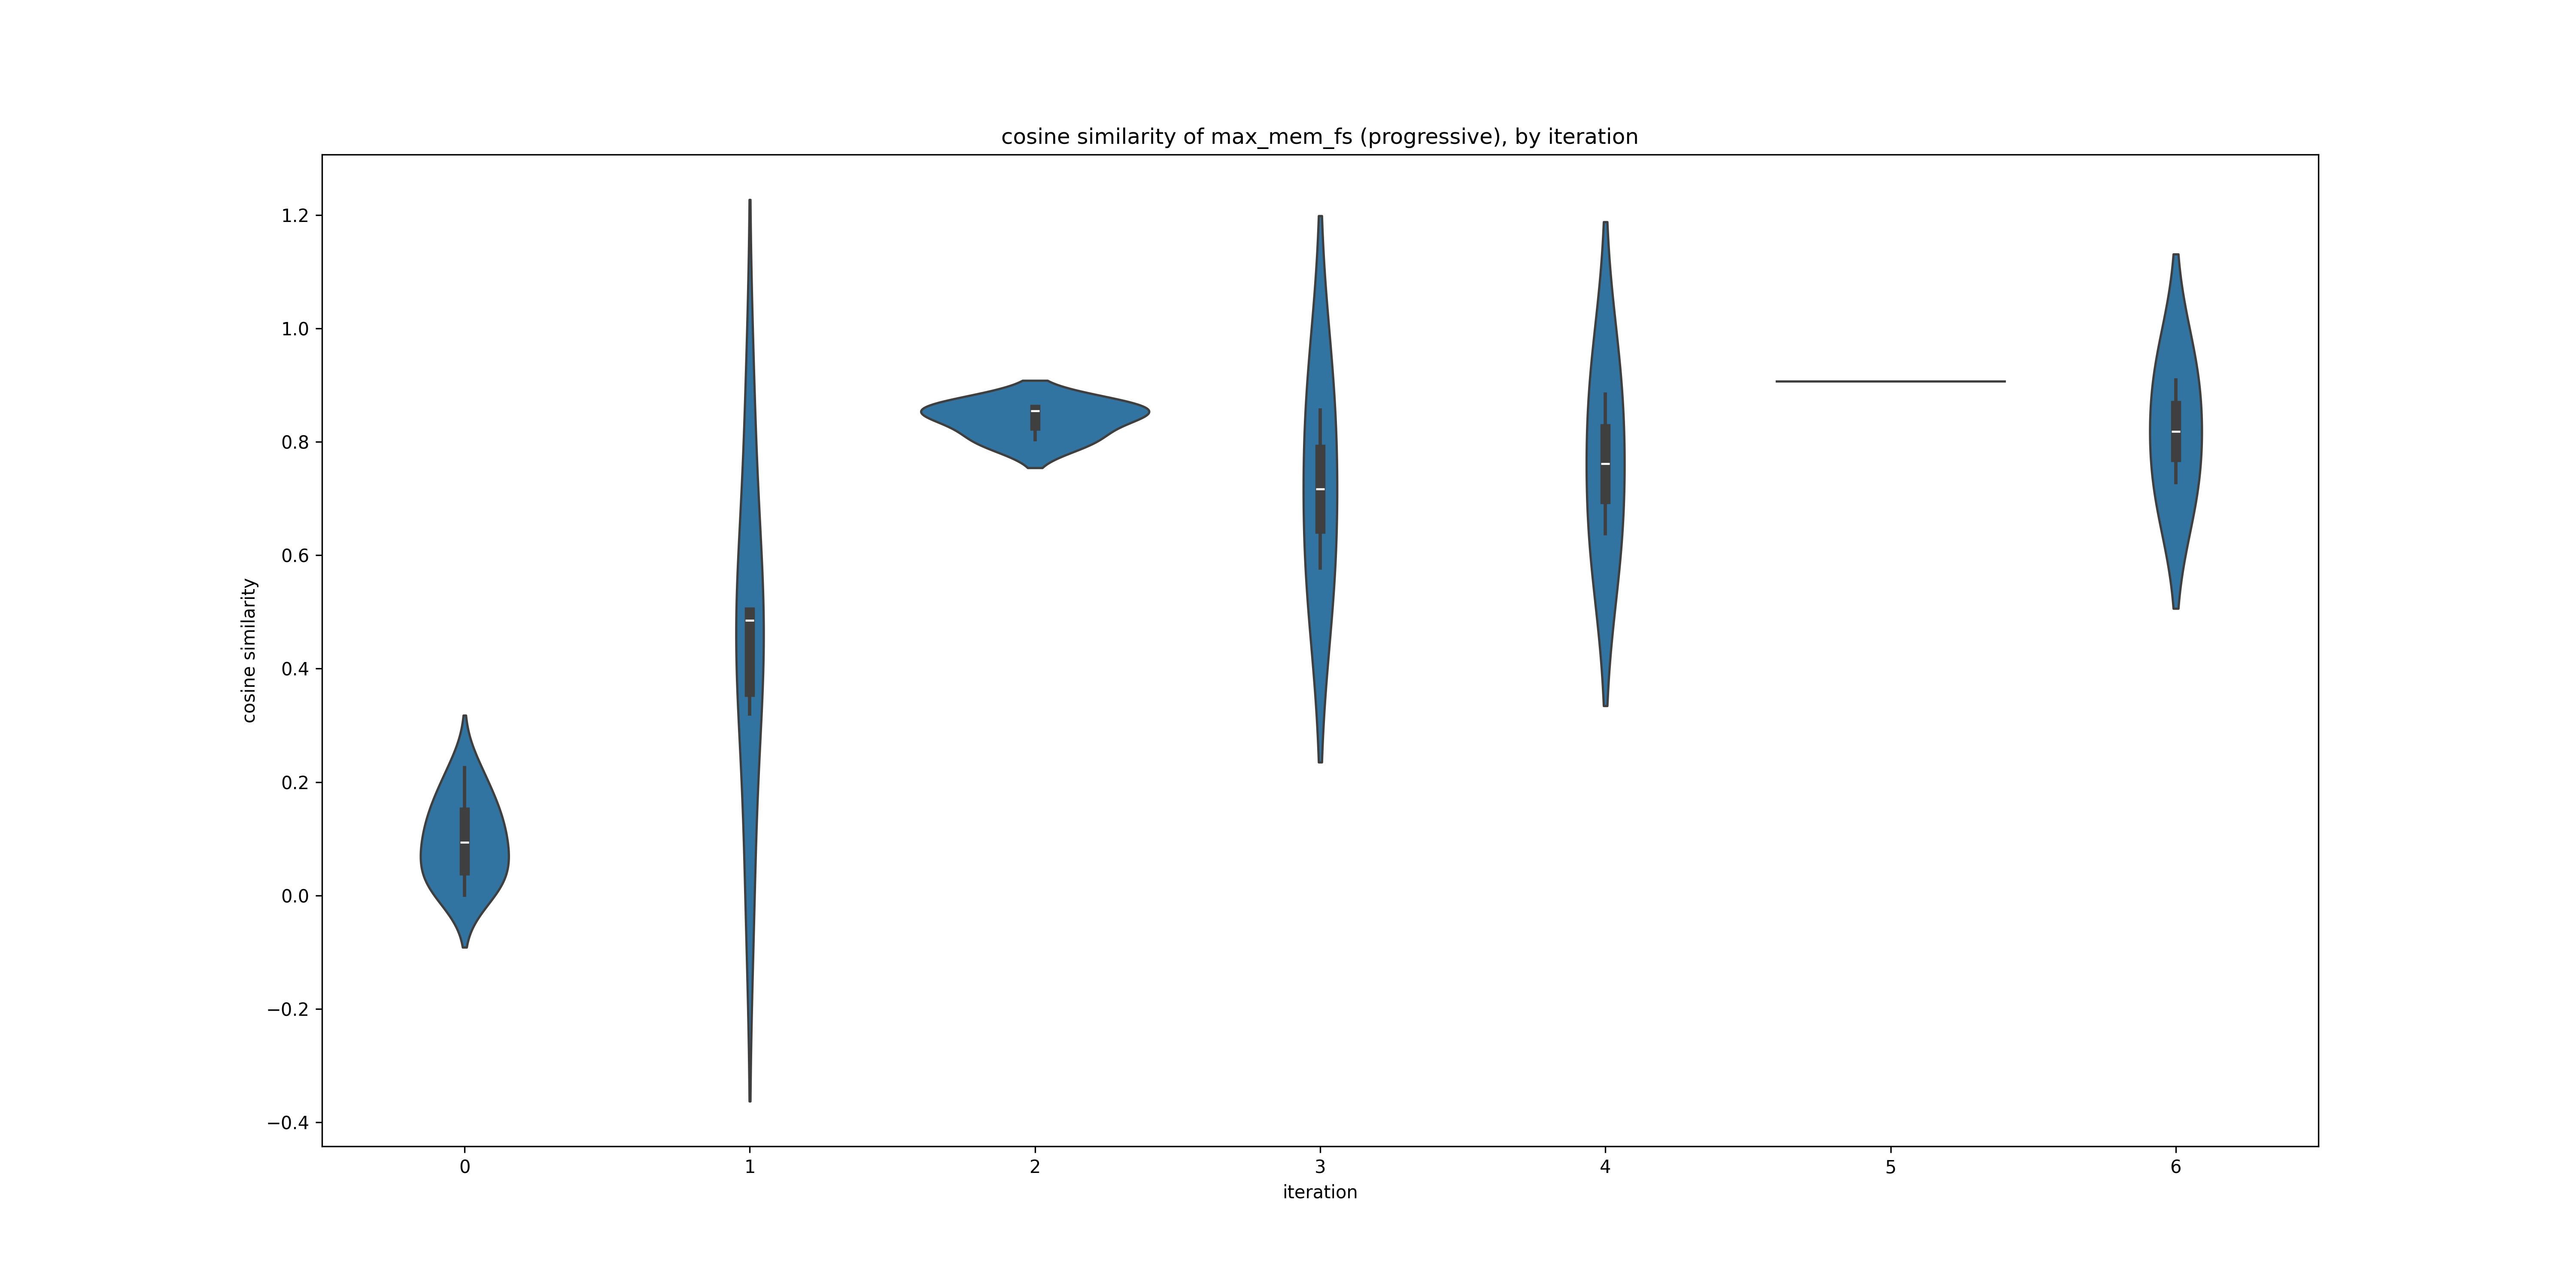 cosine similarity of max_mem_fs (progressive), by iteration
1.2
1.0
0.8
0.6
0.4
0.2
0.0
−0.2
−0.4
cosine similarity
0 1 2 3 4 5 6
iteration